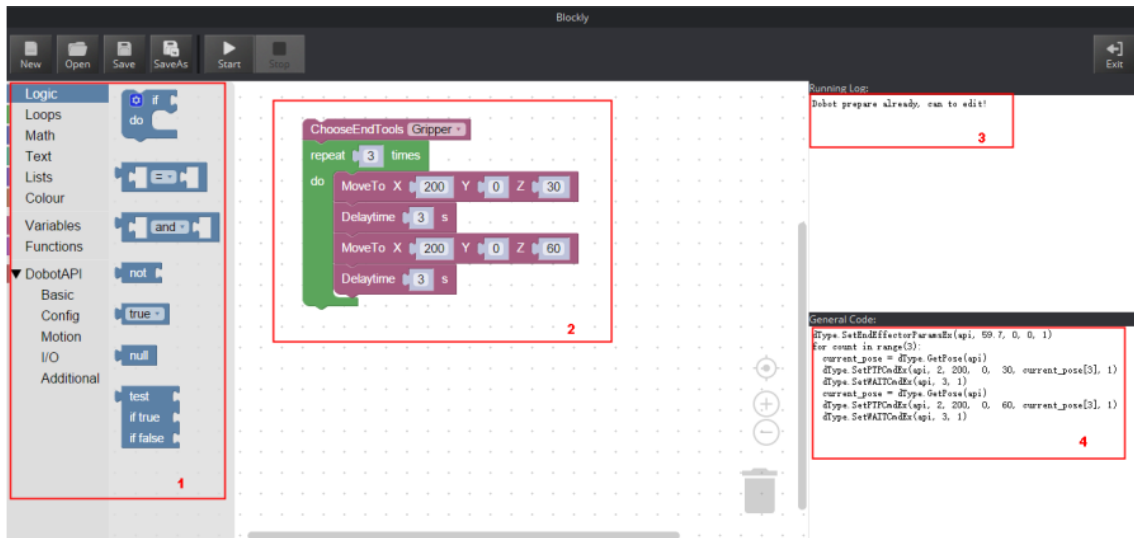 Blockly
New Open Save SaveAs Start Stop Exit
Logic
Loops
Math
Text
Lists
Colour
Variables
Functions
DobotAPI
Basic
Config
Motion
I/O
Additional
if
do
=
and
not
true
null
test
if true
if false
1
ChooseEndTools Gripper
repeat 3 times
do
MoveTo X 200 Y 0 Z 30
Delaytime 3 s
MoveTo X 200 Y 0 Z 60
Delaytime 3 s
2
Running Log:
Dobot prepare already, can to edit!
3
General Code:
dType.SetEndEffectorParamsEx(api, 59.7, 0, 0, 1)
for count in range(3):
current_pose = dType.GetPose(api)
dType.SetPTPCmdEx(api, 2, 200, 0, 30, current_pose[3], 1)
dType.SetWAITCmdEx(api, 3, 1)
current_pose = dType.GetPose(api)
dType.SetPTPCmdEx(api, 2, 200, 0, 60, current_pose[3], 1)
dType.SetWAITCmdEx(api, 3, 1)
4